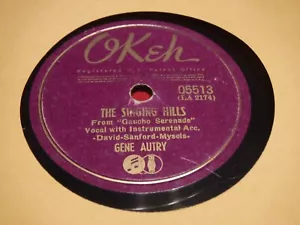 OKeh
Registered U.S. Patent Office
05513
(LA 2174)
THE SINGING HILLS
From "Gaucho Serenade"
Vocal with Instrumental Acc.
-David-Sanford-Mysels-
GENE AUTRY